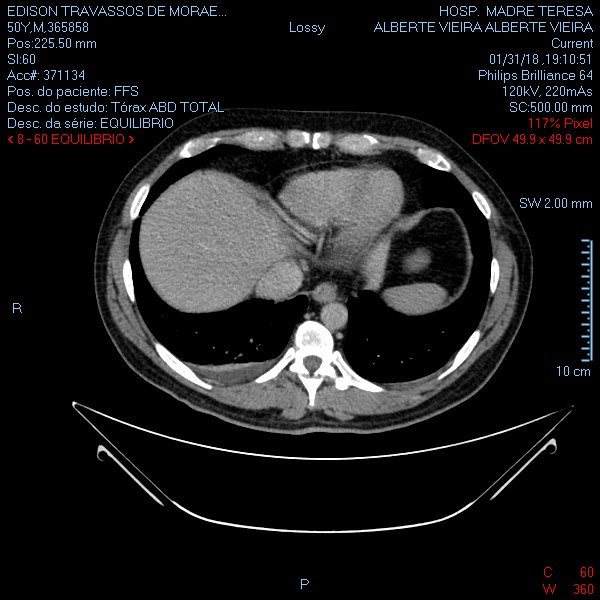 EDISON TRAVASSOS DE MORAE...
50Y,M,365858
Pos:225.50 mm
SI:60
Acc#: 371134
Pos. do paciente: FFS
Desc. do estudo: Tórax ABD TOTAL
Desc. da série: EQUILIBRIO
< 8 - 60 EQUILIBRIO >
Lossy
HOSP. MADRE TERESA
ALBERTE VIEIRA ALBERTE VIEIRA
Current
01/31/18 ,19:10:51
Philips Brilliance 64
120kV, 220mAs
SC:500.00 mm
117% Pixel
DFOV 49.9 x 49.9 cm
SW 2.00 mm
R
10 cm
P
C 60
W 360